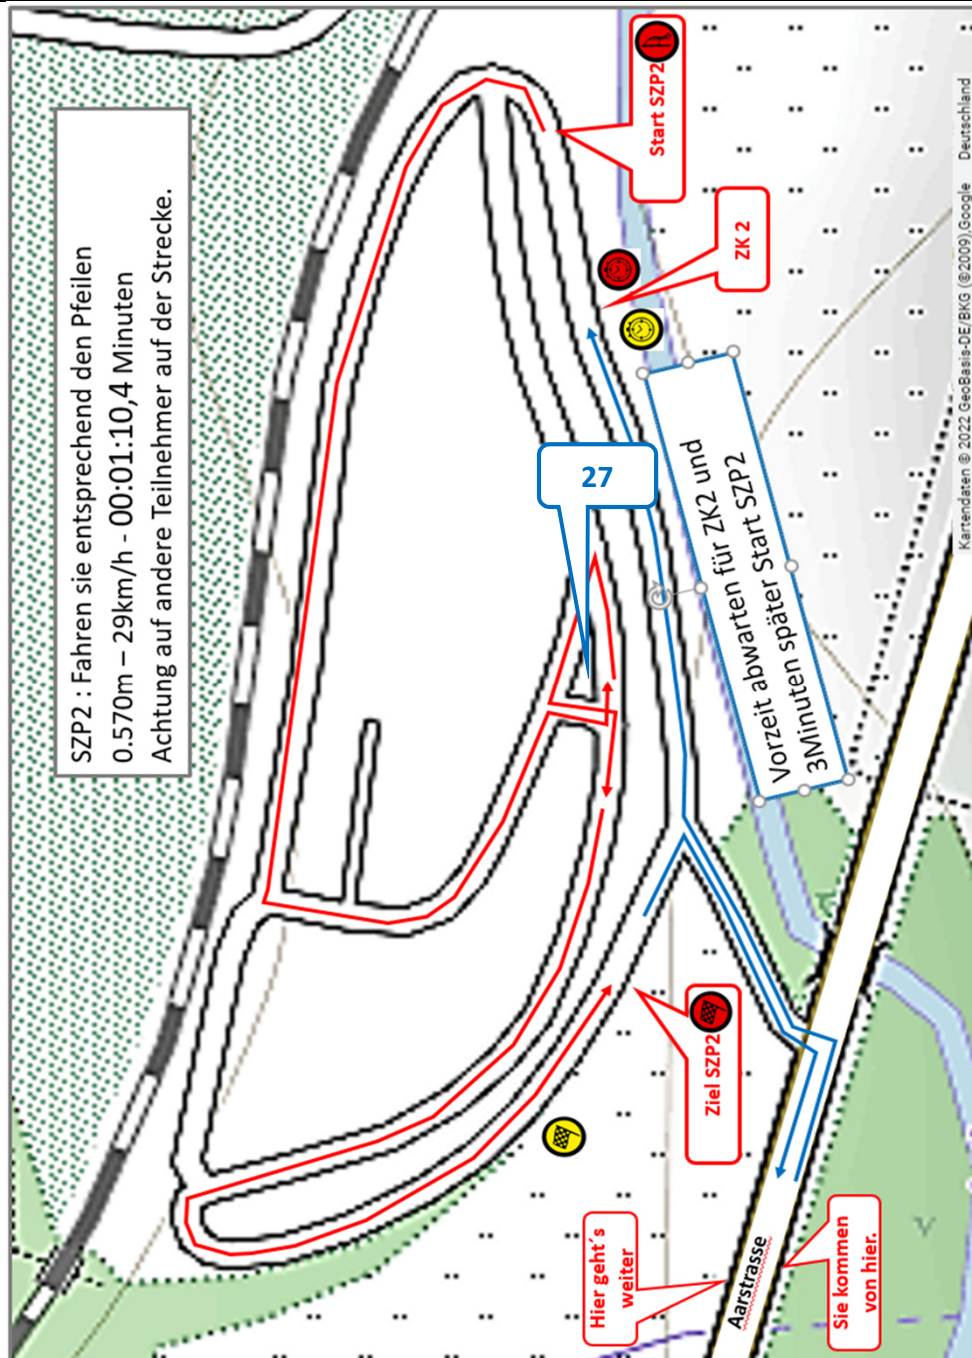 SZP2 : Fahren sie entsprechend den Pfeilen
0.570m – 29km/h - 00:01:10,4 Minuten
Achtung auf andere Teilnehmer auf der Strecke.
Start SZP2
ZK 2
27
Vorzeit abwarten für ZK2 und
3Minuten später Start SZP2
Ziel SZP2
Hier geht´s
weiter
Aarstrasse
Sie kommen
von hier.
Kartendaten © 2022 GeoBasis-DE/BKG (©2009),Google Deutschland